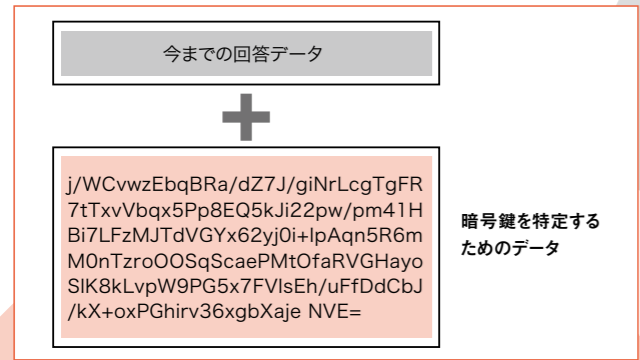 今までの回答データ
j/WCvwzEbqBRa/dZ7J/giNrLcgTgFR
7tTxvVbqx5Pp8EQ5kJi22pw/pm41H
Bi7LFzMJTdVGYx62yj0i+IpAqn5R6m
M0nTzroOOSqScaePMtOfaRVGHayo
SIK8kLvpW9PG5x7FVIsEh/uFfDdCbJ
/kX+oxPGhirv36xgbXaje NVE=
暗号鍵を特定する
ためのデータ